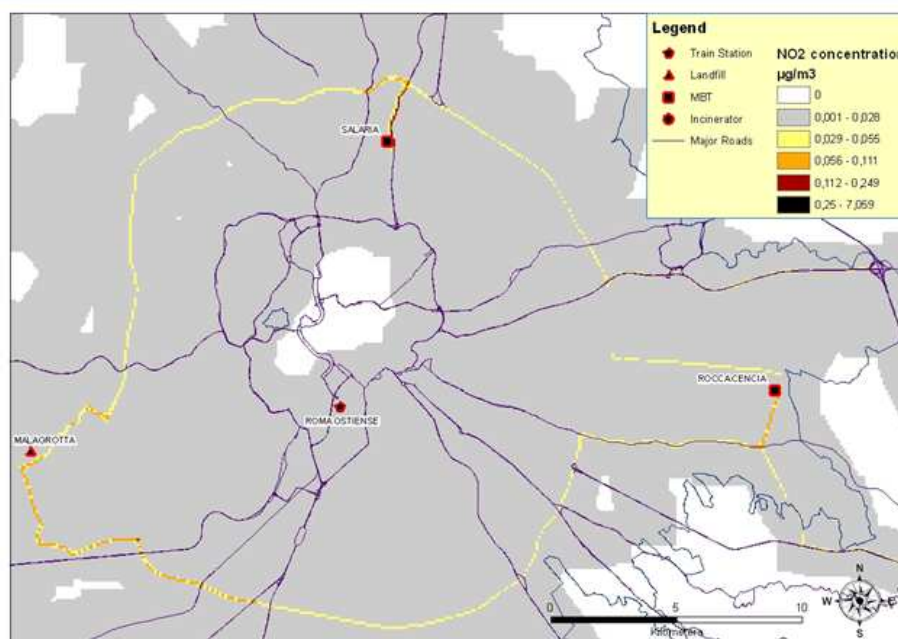 Legend
Train Station
Landfill
MBT
Incinerator
Major Roads
NO2 concentration
µg/m3
0
0,001 - 0,028
0,029 - 0,055
0,056 - 0,111
0,112 - 0,249
0,25 - 7,059
SALARIA
ROCCACENCIA
ROMA OSTIENSE
MALAGROTTA
N
W E
S
0 5 10